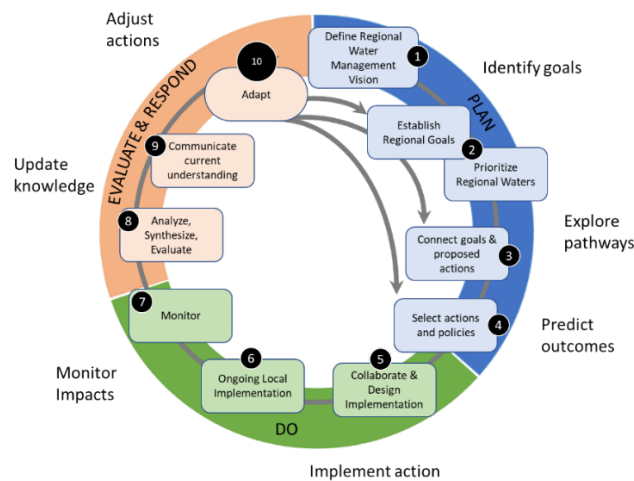 Adjust
actions
Identify goals
Explore
pathways
Predict
outcomes
Implement action
Monitor
Impacts
Update
knowledge
PLAN
DO
EVALUATE & RESPOND
1
Define Regional
Water
Management
Vision
2
Establish
Regional Goals
Prioritize
Regional Waters
3
Connect goals &
proposed
actions
4
Select actions
and policies
5
Collaborate &
Design
Implementation
6
Ongoing Local
Implementation
7
Monitor
8
Analyze,
Synthesize,
Evaluate
9
Communicate
current
understanding
10
Adapt